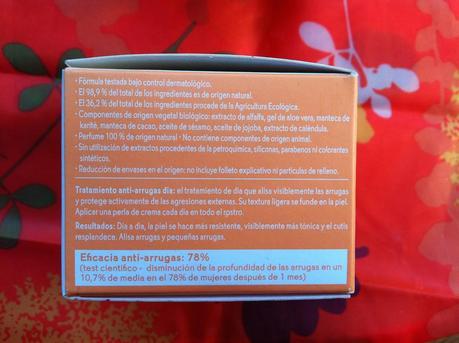 · Fórmula testada bajo control dermatológico.
· El 98,9 % del total de los ingredientes es de origen natural.
· El 36,2 % del total de los ingredientes procede de la Agricultura Ecológica.
· Componentes de origen vegetal biológico: extracto de alfalfa, gel de aloe vera, manteca de
karité, manteca de cacao, aceite de sésamo, aceite de jojoba, extracto de caléndula.
· Perfume 100 % de origen natural · No contiene componentes de origen animal.
· Sin utilización de extractos procedentes de la petroquímica, siliconas, parabenos ni colorantes
sintéticos.
· Reducción de envases en el origen: no incluye folleto explicativo ni partículas de relleno.
Tratamiento anti-arrugas día: el tratamiento de día que alisa visiblemente las arrugas
y protege activamente de las agresiones externas. Su textura ligera se funde en la piel.
Aplicar una perla de crema cada día en todo el rostro.
Resultados: Día a día, la piel se hace más resistente, visiblemente más tónica y el cutis
resplandece. Alisa arrugas y pequeñas arrugas.
Eficacia anti-arrugas: 78%
(test científico - disminución de la profundidad de las arrugas en un
10,7% de media en el 78% de mujeres después de 1 mes)